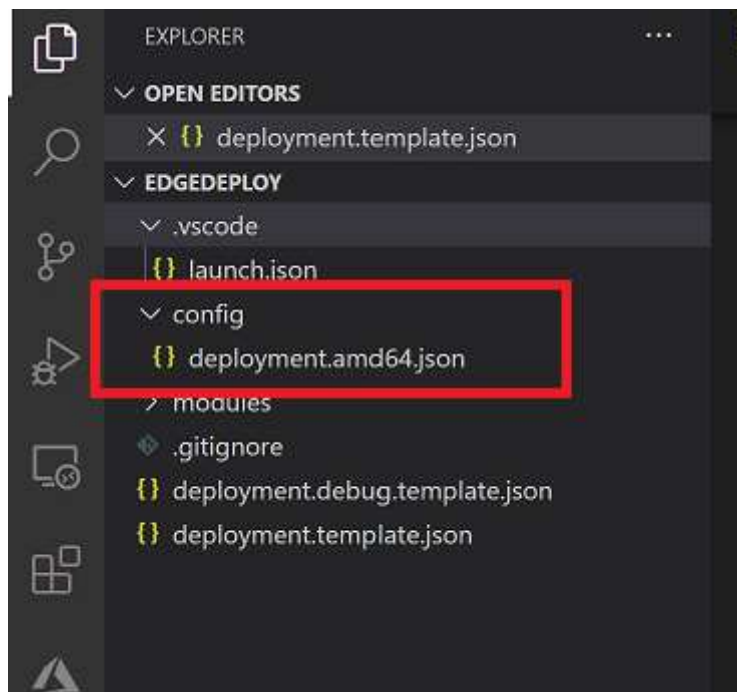 EXPLORER ...
OPEN EDITORS
{} deployment.template.json
EDGEDEPLOY
.vscode
{} launch.json
config
{} deployment.amd64.json
modules
.gitignore
{} deployment.debug.template.json
{} deployment.template.json